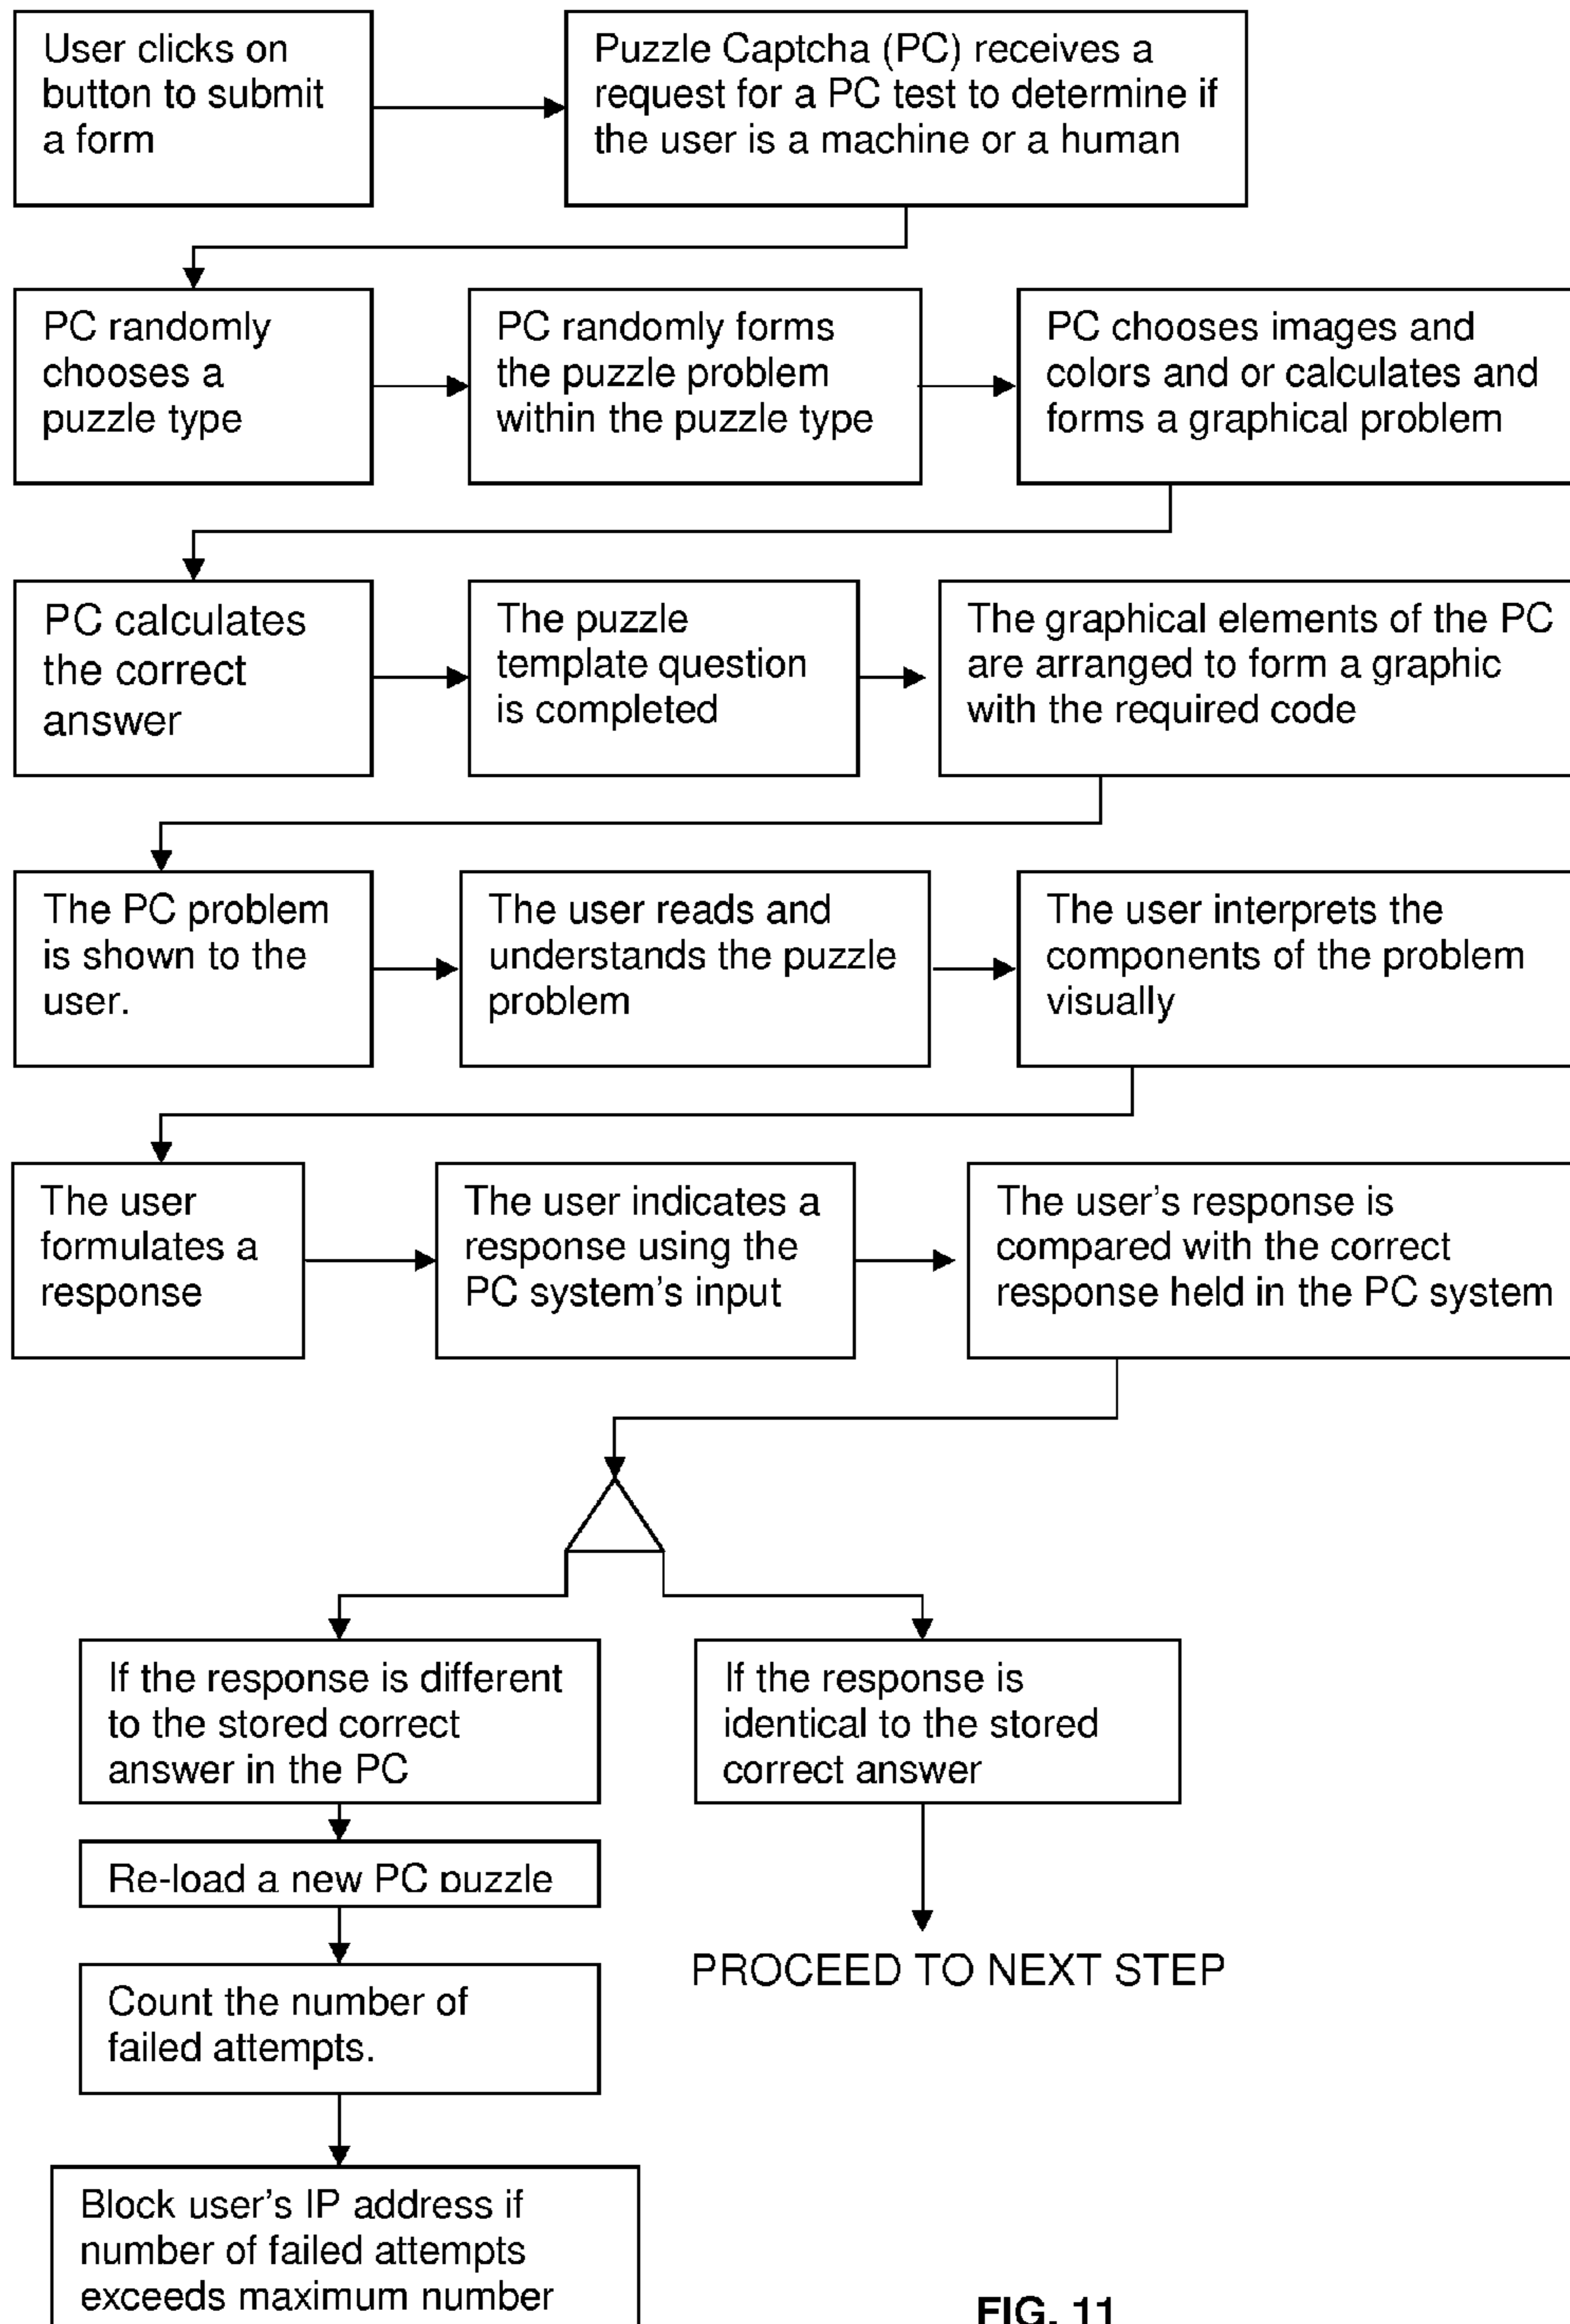 User clicks on
button to submit
a form
Puzzle Captcha (PC) receives a
request for a PC test to determine if
the user is a machine or a human
PC randomly
chooses a
puzzle type
PC randomly forms
the puzzle problem
within the puzzle type
PC chooses images and
colors and or calculates and
forms a graphical problem
PC calculates
the correct
answer
The puzzle
template question
is completed
The graphical elements of the PC
are arranged to form a graphic
with the required code
The PC problem
is shown to the
user.
The user reads and
understands the puzzle
problem
The user interprets the
components of the problem
visually
The user
formulates a
response
The user indicates a
response using the
PC system’s input
The user’s response is
compared with the correct
response held in the PC system
If the response is different
to the stored correct
answer in the PC
If the response is
identical to the stored
correct answer
Re-load a new PC puzzle
PROCEED TO NEXT STEP
Count the number of
failed attempts.
Block user’s IP address if
number of failed attempts
exceeds maximum number
FIG. 11